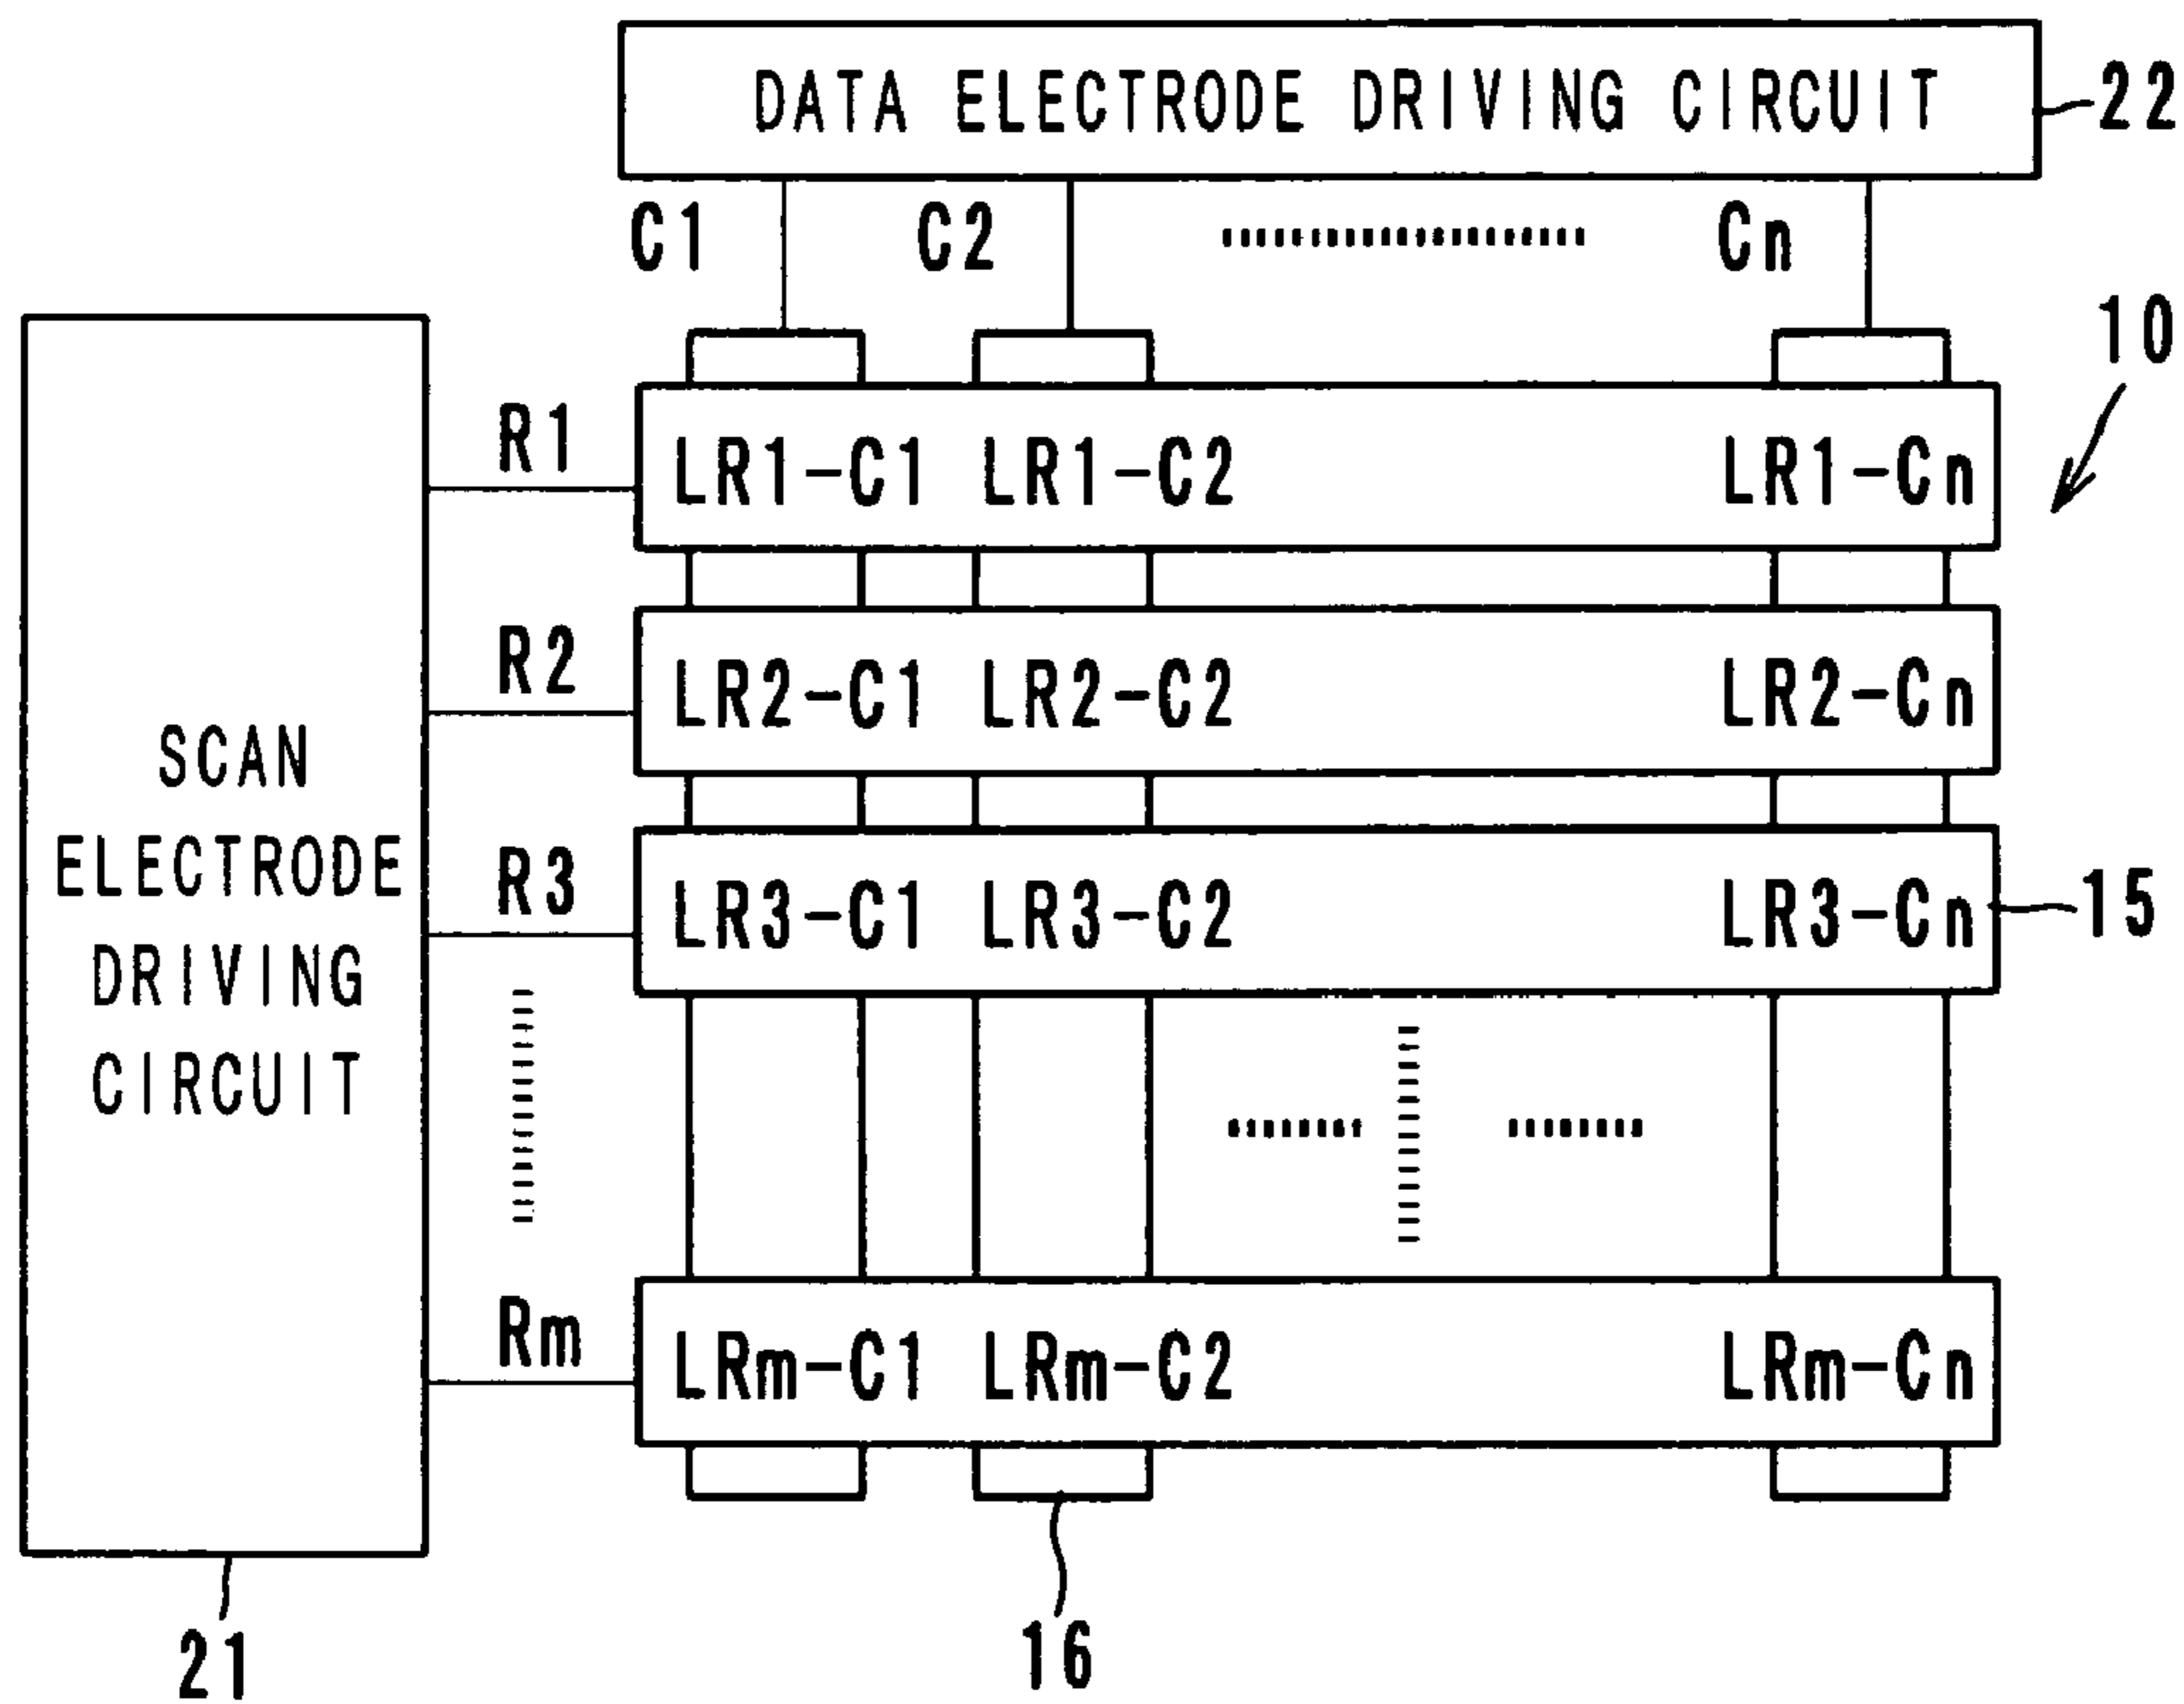 DATA ELECTRODE DRIVING CIRCUIT
22
C1 C2 Cn
10
R1
LR1-C1 LR1-C2 LR1-Cn
R2
LR2-C1 LR2-C2 LR2-Cn
SCAN
ELECTRODE
DRIVING
CIRCUIT
R3
LR3-C1 LR3-C2 LR3-Cn
15
Rm
LRm-C1 LRm-C2 LRm-Cn
21
16